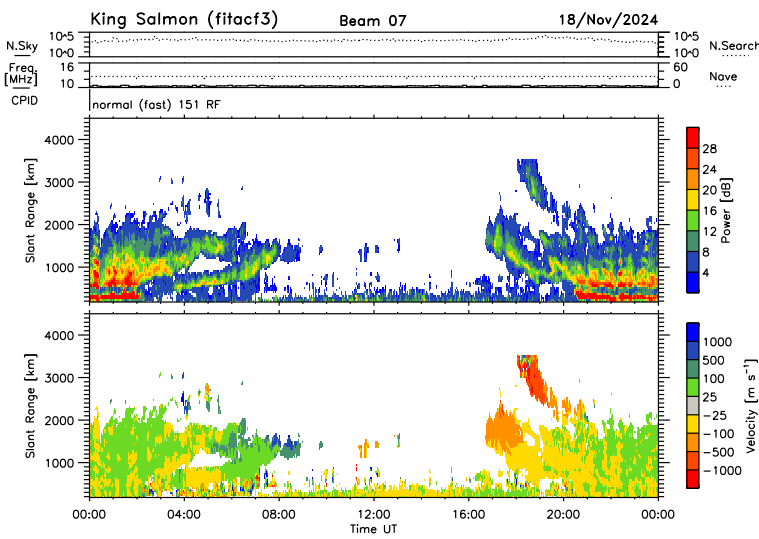 King Salmon (fitacf3) Beam 07 18/Nov/2024
N.Sky 10^5 10^0 10^5 10^0 N.Search
Freq. [MHz] 16 10 60 0 Nave
CPID normal (fast) 151 RF
Slant Range [km] 4000 3000 2000 1000
Power [dB] 28 24 20 16 12 8 4
Slant Range [km] 4000 3000 2000 1000
Velocity [m s⁻¹] 1000 500 100 25 −25 −100 −500 −1000
00:00 04:00 08:00 12:00 16:00 20:00 00:00
Time UT